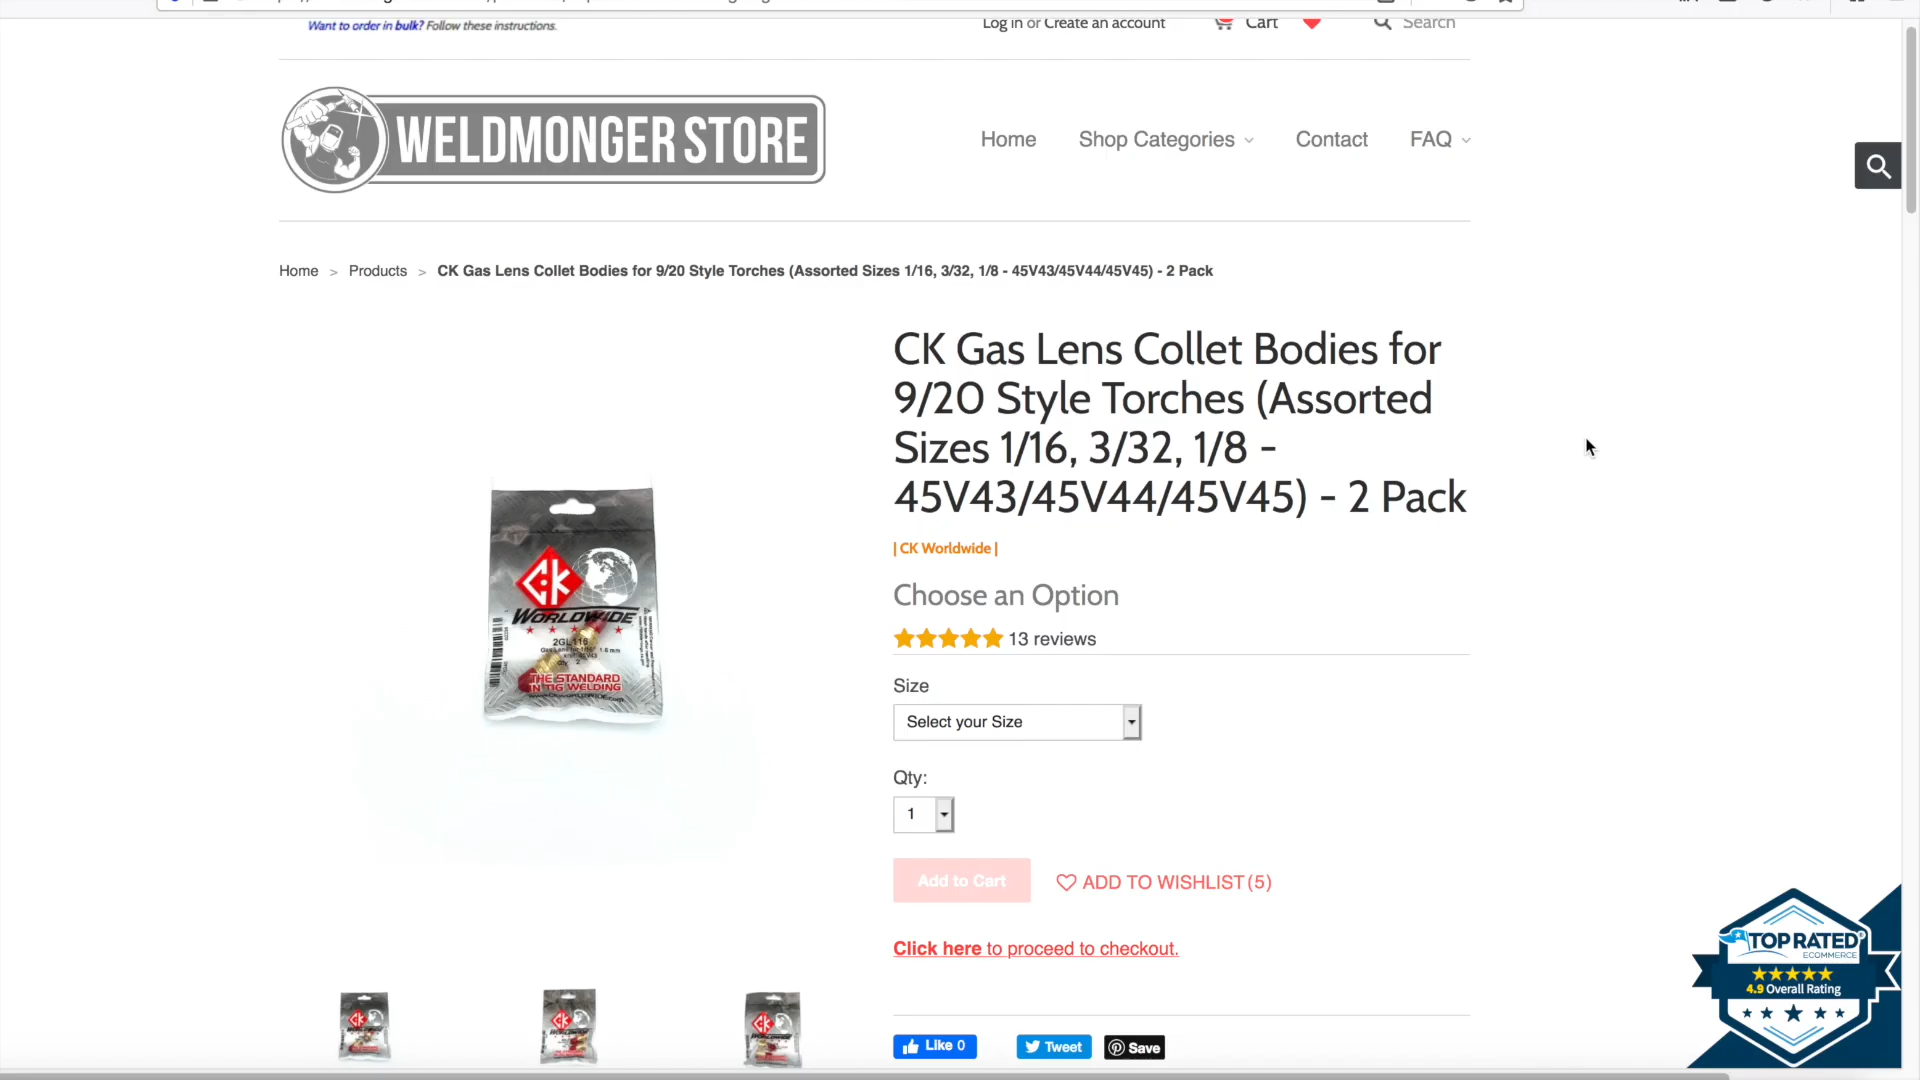 Want to order in bulk? Follow these instructions.
Log in or Create an account
Cart
Search
WELDMONGER STORE
Home
Shop Categories
Contact
FAQ
Home > Products > CK Gas Lens Collet Bodies for 9/20 Style Torches (Assorted Sizes 1/16, 3/32, 1/8 - 45V43/45V44/45V45) - 2 Pack
CK Gas Lens Collet Bodies for
9/20 Style Torches (Assorted
Sizes 1/16, 3/32, 1/8 -
45V43/45V44/45V45) - 2 Pack
| CK Worldwide |
Choose an Option
13 reviews
Size
Select your Size
Qty:
1
Add to Cart
ADD TO WISHLIST (5)
Click here to proceed to checkout.
Like 0
Tweet
Save
CK
WORLDWIDE
2GL116
THE STANDARD
IN TIG WELDING
TOP RATED
ECOMMERCE
4.9 Overall Rating